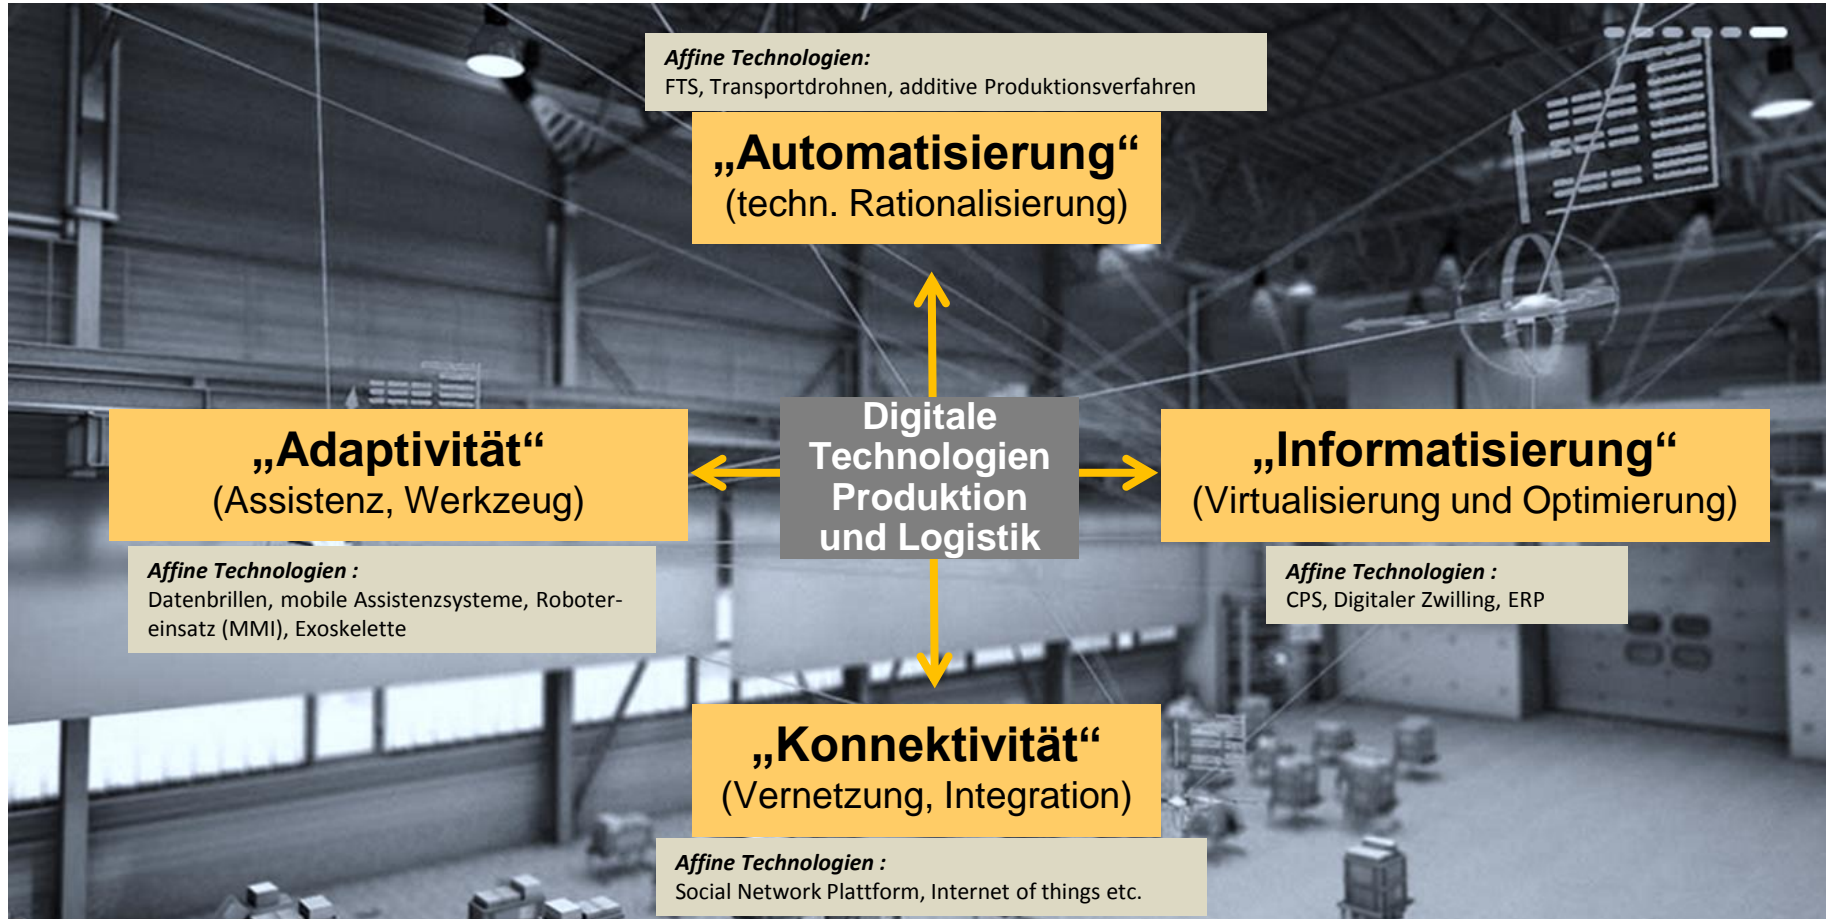 Affine Technologien:
FTS, Transportdrohnen, additive Produktionsverfahren
„Automatisierung“
(techn. Rationalisierung)
„Adaptivität“
(Assistenz, Werkzeug)
Affine Technologien :
Datenbrillen, mobile Assistenzsysteme, Roboter-
einsatz (MMI), Exoskelette
Digitale
Technologien
Produktion
und Logistik
„Informatisierung“
(Virtualisierung und Optimierung)
Affine Technologien :
CPS, Digitaler Zwilling, ERP
„Konnektivität“
(Vernetzung, Integration)
Affine Technologien :
Social Network Plattform, Internet of things etc.